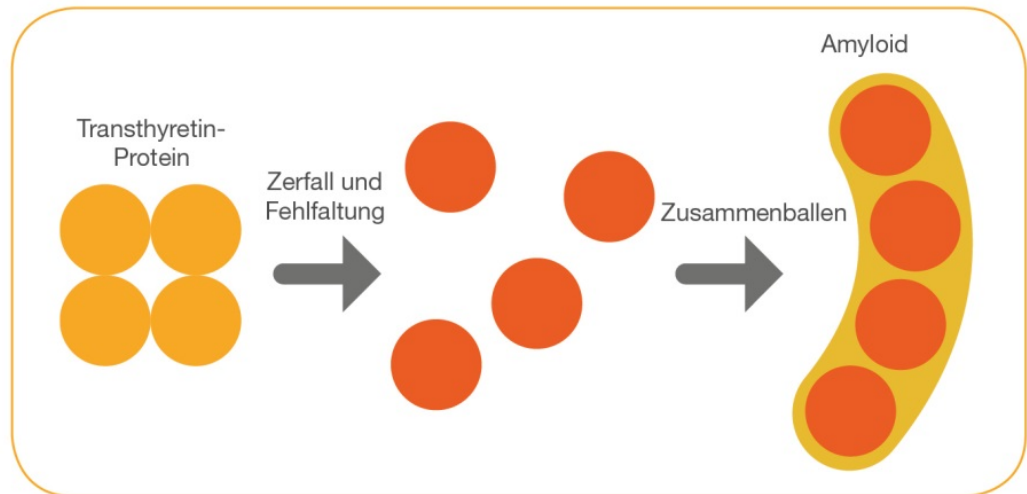 Transthyretin-
Protein
Zerfall und
Fehlfaltung
Zusammenballen
Amyloid